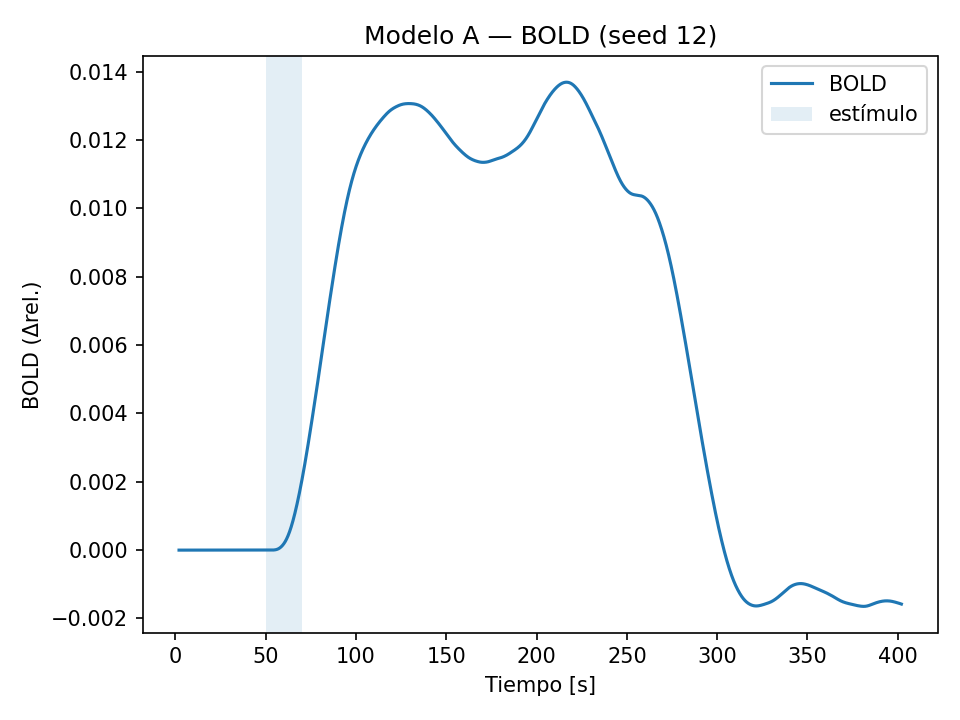 Modelo A — BOLD (seed 12)
BOLD
estímulo
BOLD (Δrel.)
0.014
0.012
0.010
0.008
0.006
0.004
0.002
0.000
−0.002
0 50 100 150 200 250 300 350 400
Tiempo [s]